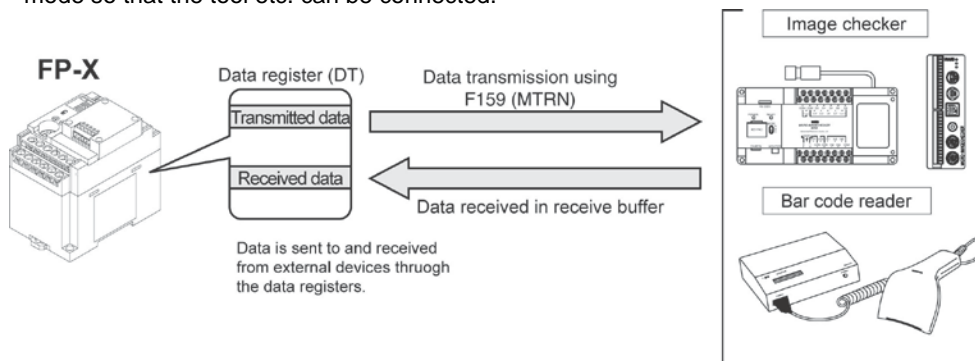 mode so that the tool etc. can be connected.
Image checker
FP-X
Data register (DT)
Data transmission using
F159 (MTRN)
Transmitted data
Received data
Data received in receive buffer
Bar code reader
Data is sent to and received
from external devices thruogh
the data registers.